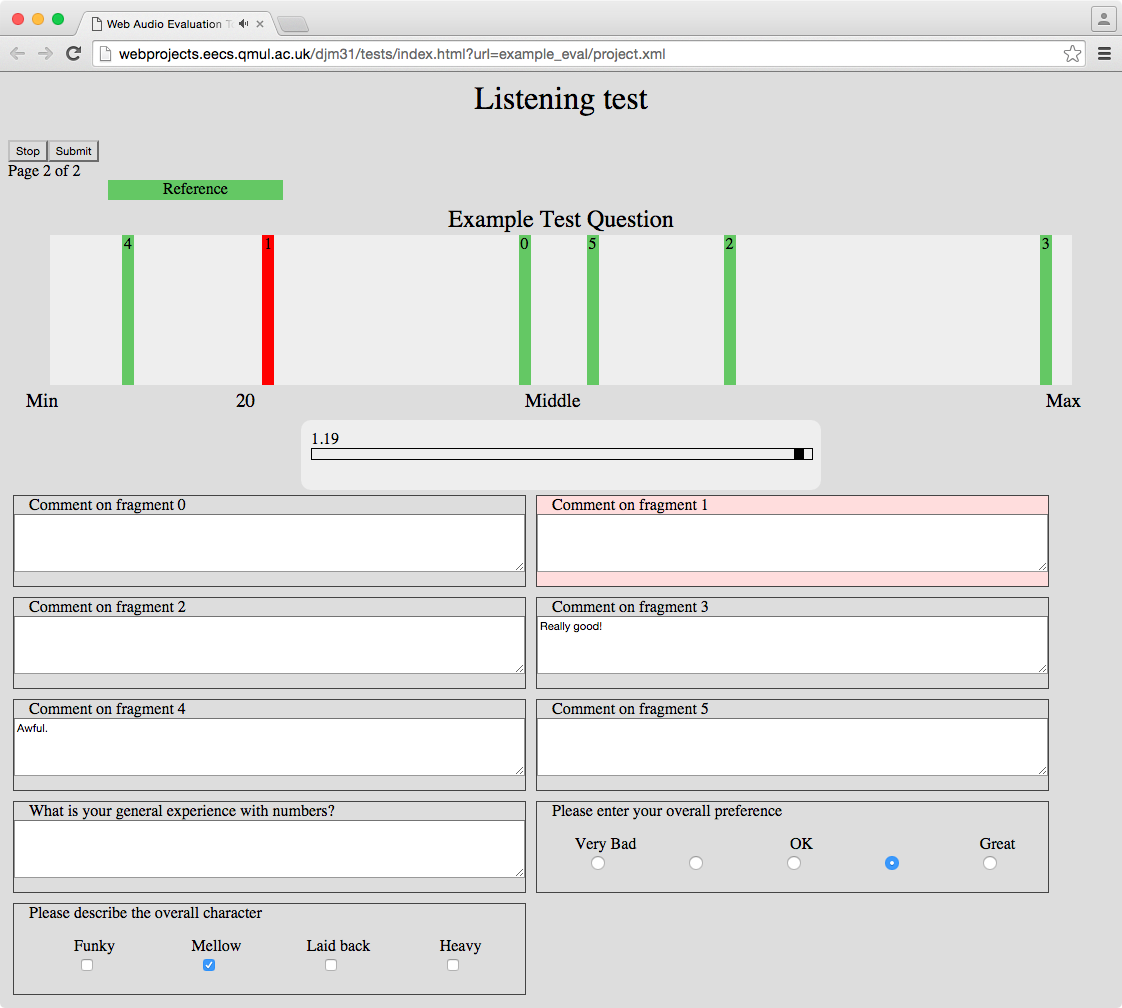 Web Audio Evaluation T
webprojects.eecs.qmul.ac.uk/djm31/tests/index.html?url=example_eval/project.xml
Listening test
Stop Submit
Page 2 of 2
Reference
Example Test Question
4 1 0 5 2 3
Min 20 Middle Max
1.19
Comment on fragment 0
Comment on fragment 1
Comment on fragment 2
Comment on fragment 3
Really good!
Comment on fragment 4
Awful.
Comment on fragment 5
What is your general experience with numbers?
Please enter your overall preference
Very Bad OK Great
Please describe the overall character
Funky Mellow Laid back Heavy